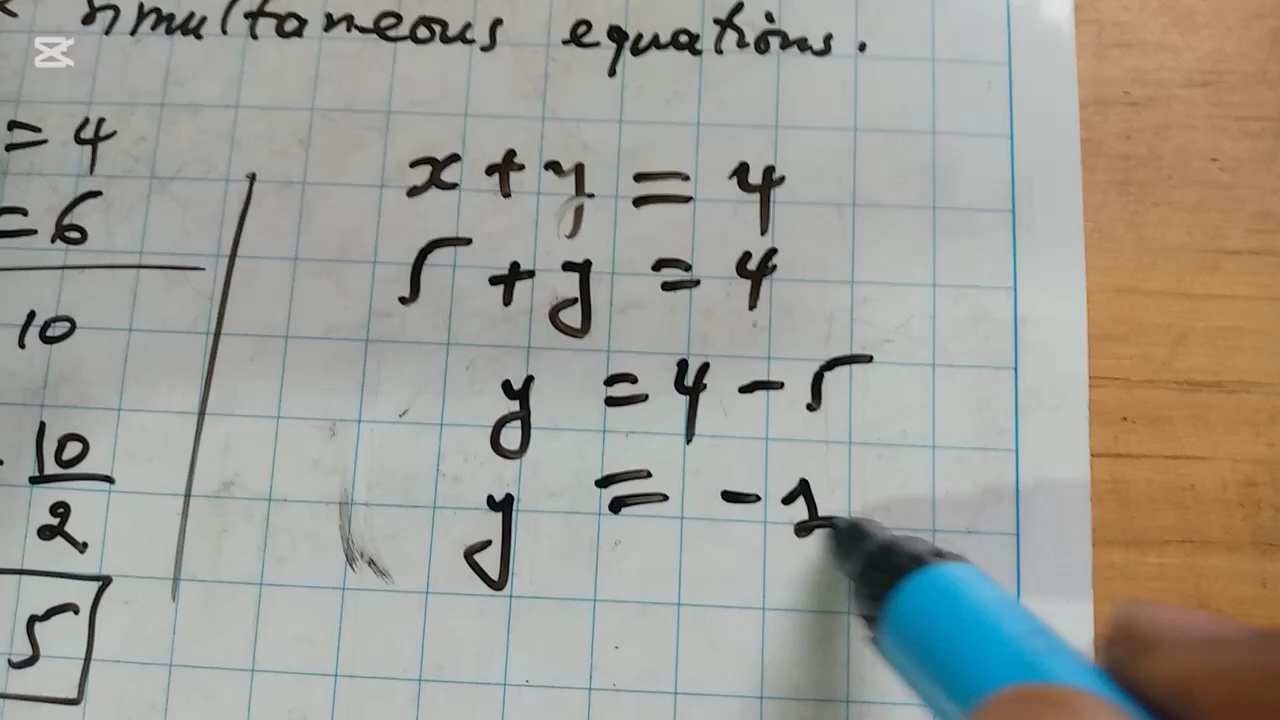 simultaneous equations.
= 4
= 6
10
10
2
5
x + y = 4
5 + y = 4
y = 4 - 5
y = - 1